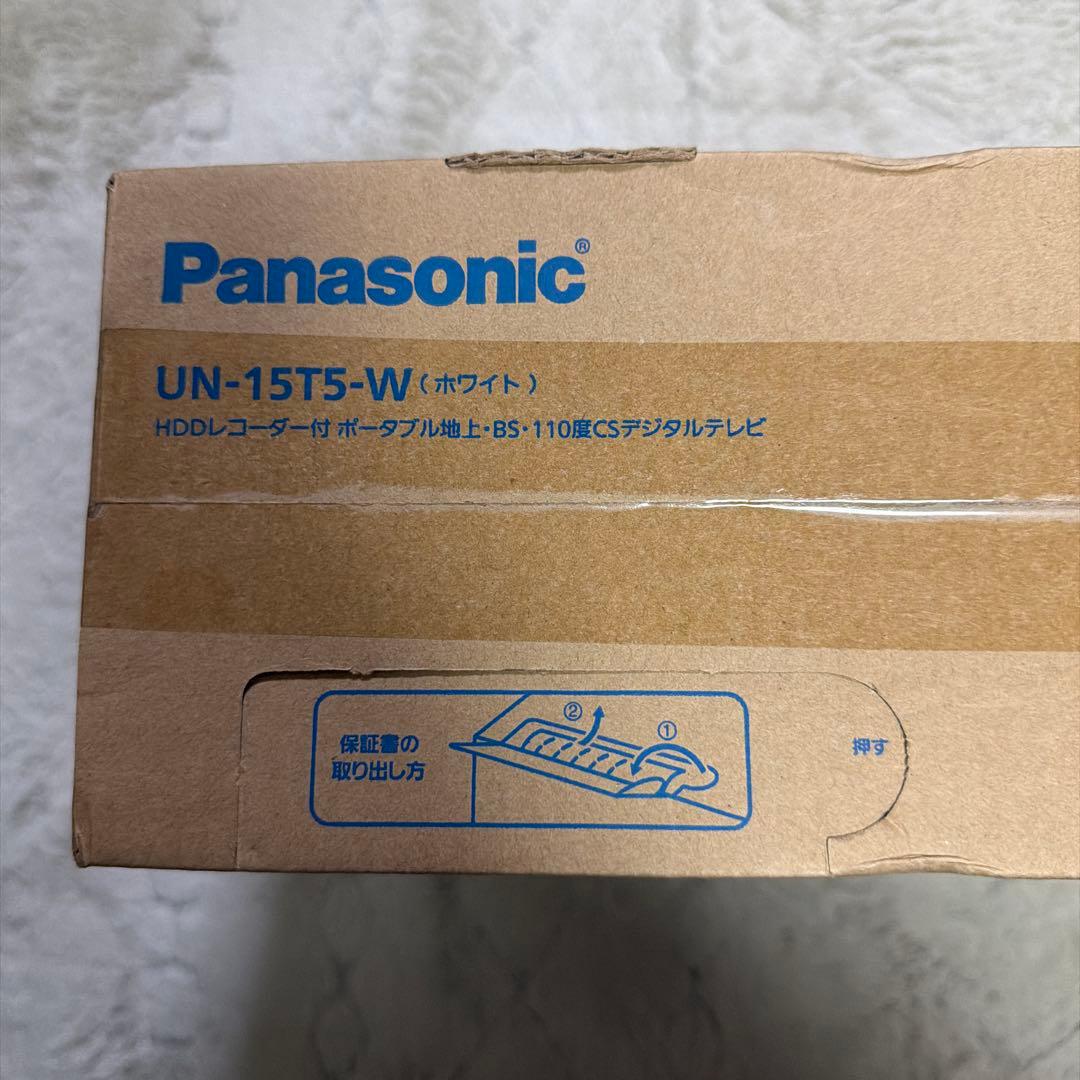 Panasonic®
UN-15T5-W（ホワイト）
HDDレコーダー付 ポータブル地上・BS・110度CSデジタルテレビ
② ①
保証書の
取り出し方
押す